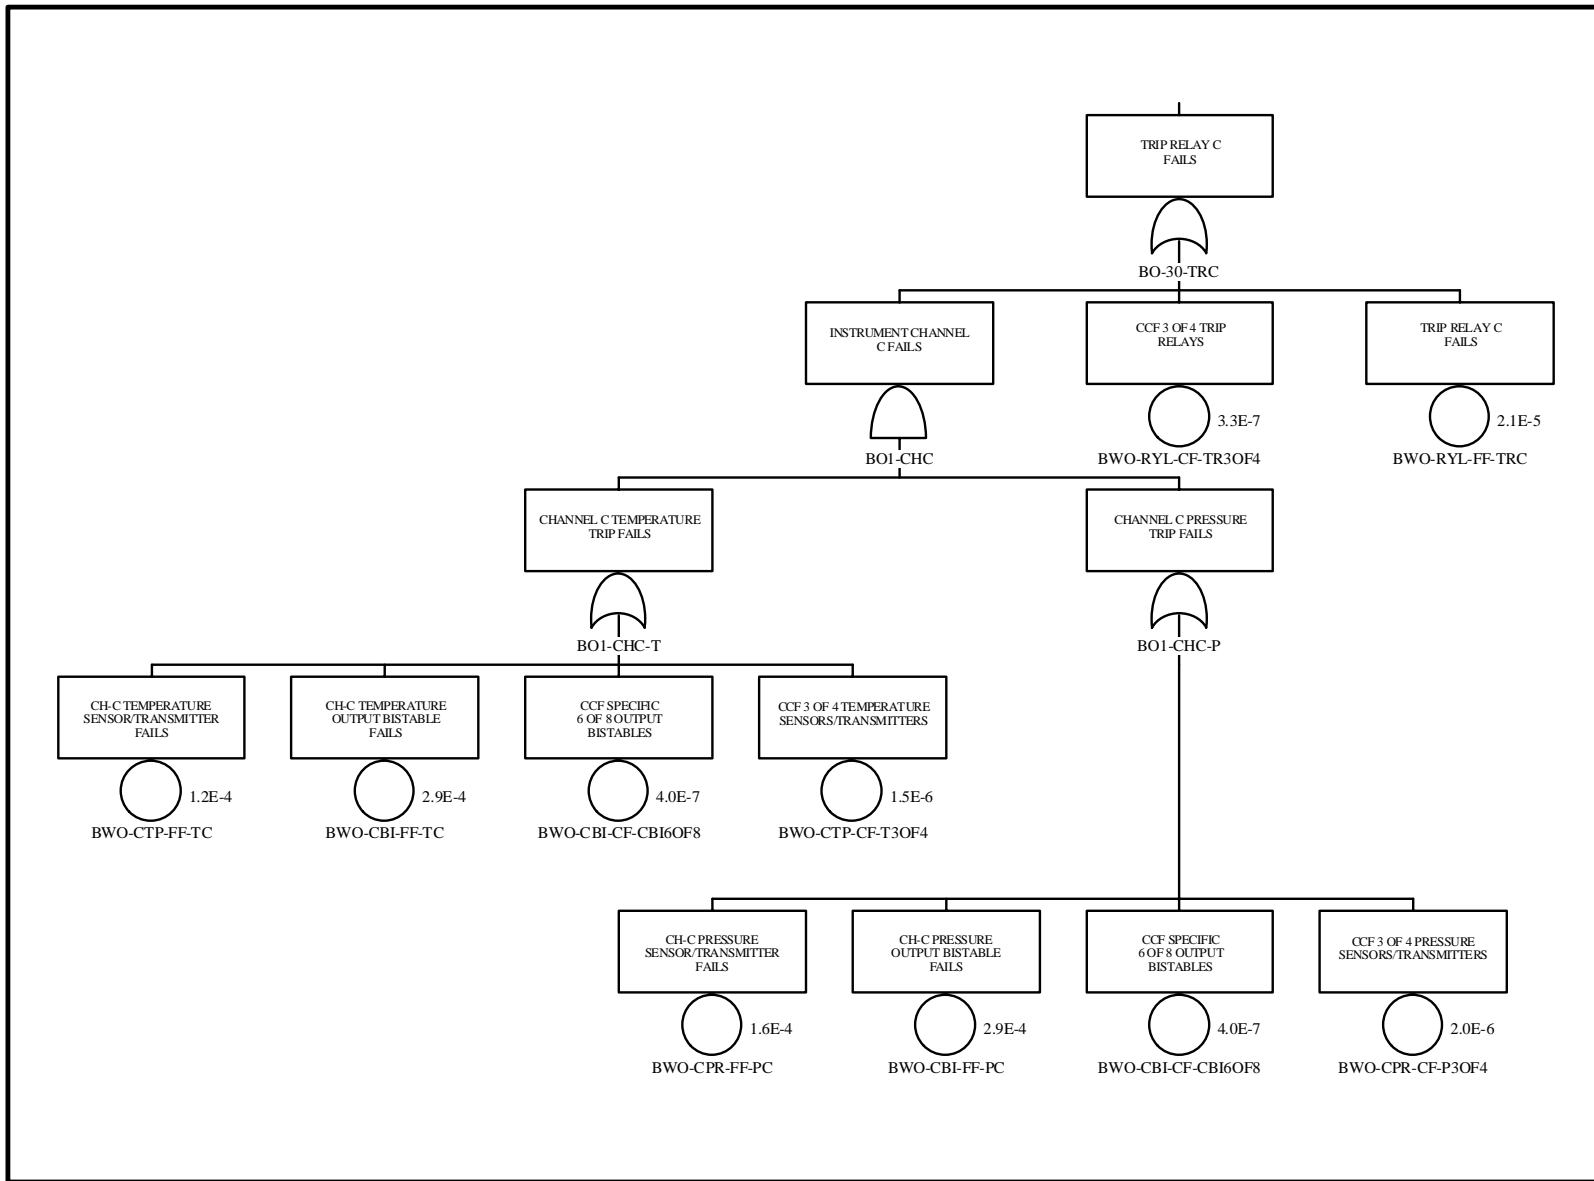 TRIP RELAY C
FAILS
BO-30-TRC
INSTRUMENT CHANNEL
C FAILS
CCF 3 OF 4 TRIP
RELAYS
TRIP RELAY C
FAILS
3.3E-7
2.1E-5
BO1-CHC
BWO-RYL-CF-TR3OF4
BWO-RYL-FF-TRC
CHANNEL C TEMPERATURE
TRIP FAILS
CHANNEL C PRESSURE
TRIP FAILS
BO1-CHC-T
BO1-CHC-P
CH-C TEMPERATURE
SENSOR/TRANSMITTER
FAILS
CH-C TEMPERATURE
OUTPUT BISTABLE
FAILS
CCF SPECIFIC
6 OF 8 OUTPUT
BISTABLES
CCF 3 OF 4 TEMPERATURE
SENSORS/TRANSMITTERS
1.2E-4
2.9E-4
4.0E-7
1.5E-6
BWO-CTP-FF-TC
BWO-CBI-FF-TC
BWO-CBI-CF-CBI6OF8
BWO-CTP-CF-T3OF4
CH-C PRESSURE
SENSOR/TRANSMITTER
FAILS
CH-C PRESSURE
OUTPUT BISTABLE
FAILS
CCF SPECIFIC
6 OF 8 OUTPUT
BISTABLES
CCF 3 OF 4 PRESSURE
SENSORS/TRANSMITTERS
1.6E-4
2.9E-4
4.0E-7
2.0E-6
BWO-CPR-FF-PC
BWO-CBI-FF-PC
BWO-CBI-CF-CBI6OF8
BWO-CPR-CF-P3OF4